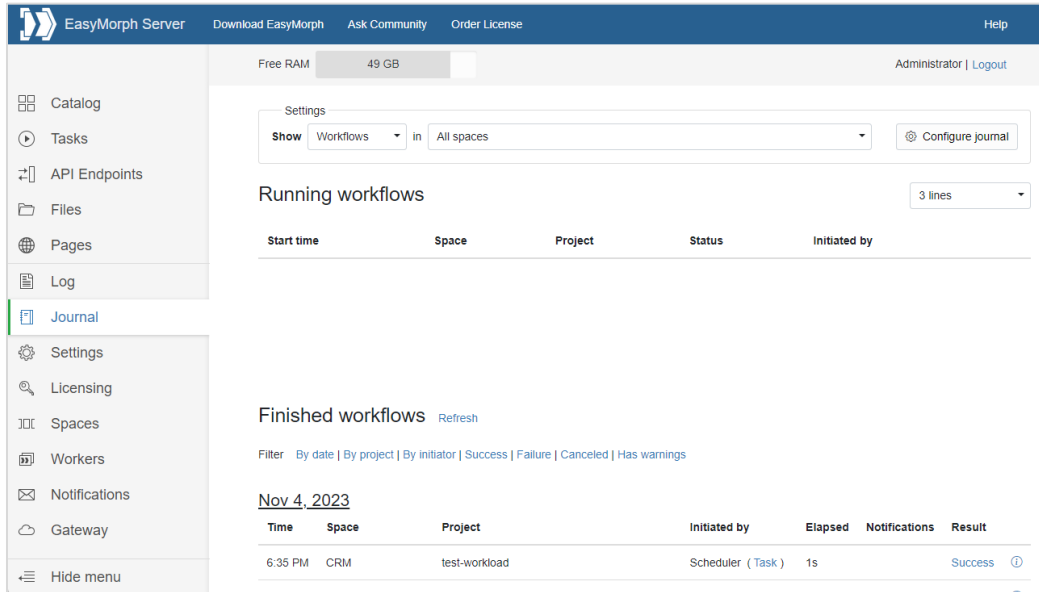 EasyMorph Server Download EasyMorph Ask Community Order License Help
Free RAM 49 GB Administrator | Logout
Catalog
Tasks
API Endpoints
Files
Pages
Log
Journal
Settings
Licensing
Spaces
Workers
Notifications
Gateway
Hide menu
Settings
Show Workflows in All spaces Configure journal
Running workflows 3 lines
Start time Space Project Status Initiated by
Finished workflows Refresh
Filter By date | By project | By initiator | Success | Failure | Canceled | Has warnings
Nov 4, 2023
Time Space Project Initiated by Elapsed Notifications Result
6:35 PM CRM test-workload Scheduler ( Task ) 1s Success